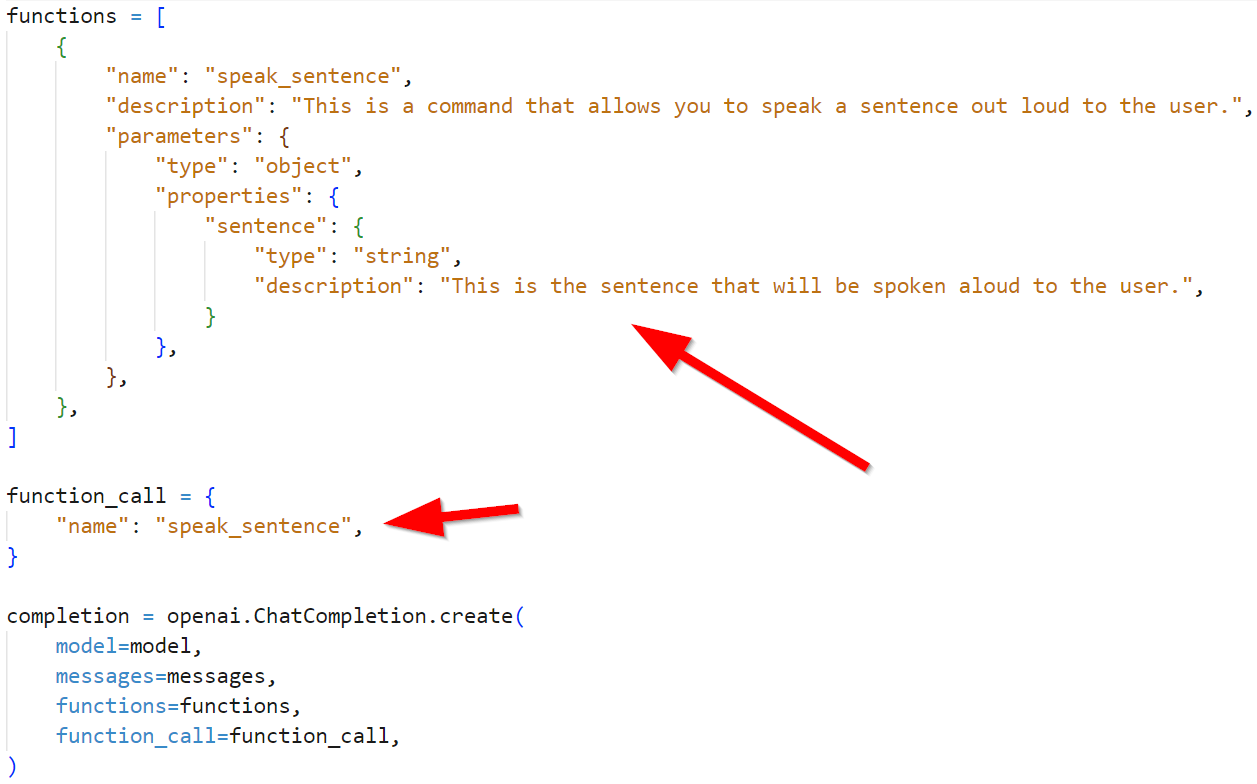 functions = [
    {
        "name": "speak_sentence",
        "description": "This is a command that allows you to speak a sentence out loud to the user.",
        "parameters": {
            "type": "object",
            "properties": {
                "sentence": {
                    "type": "string",
                    "description": "This is the sentence that will be spoken aloud to the user.",
                }
            },
        },
    },
]

function_call = {
    "name": "speak_sentence",
}

completion = openai.ChatCompletion.create(
    model=model,
    messages=messages,
    functions=functions,
    function_call=function_call,
)